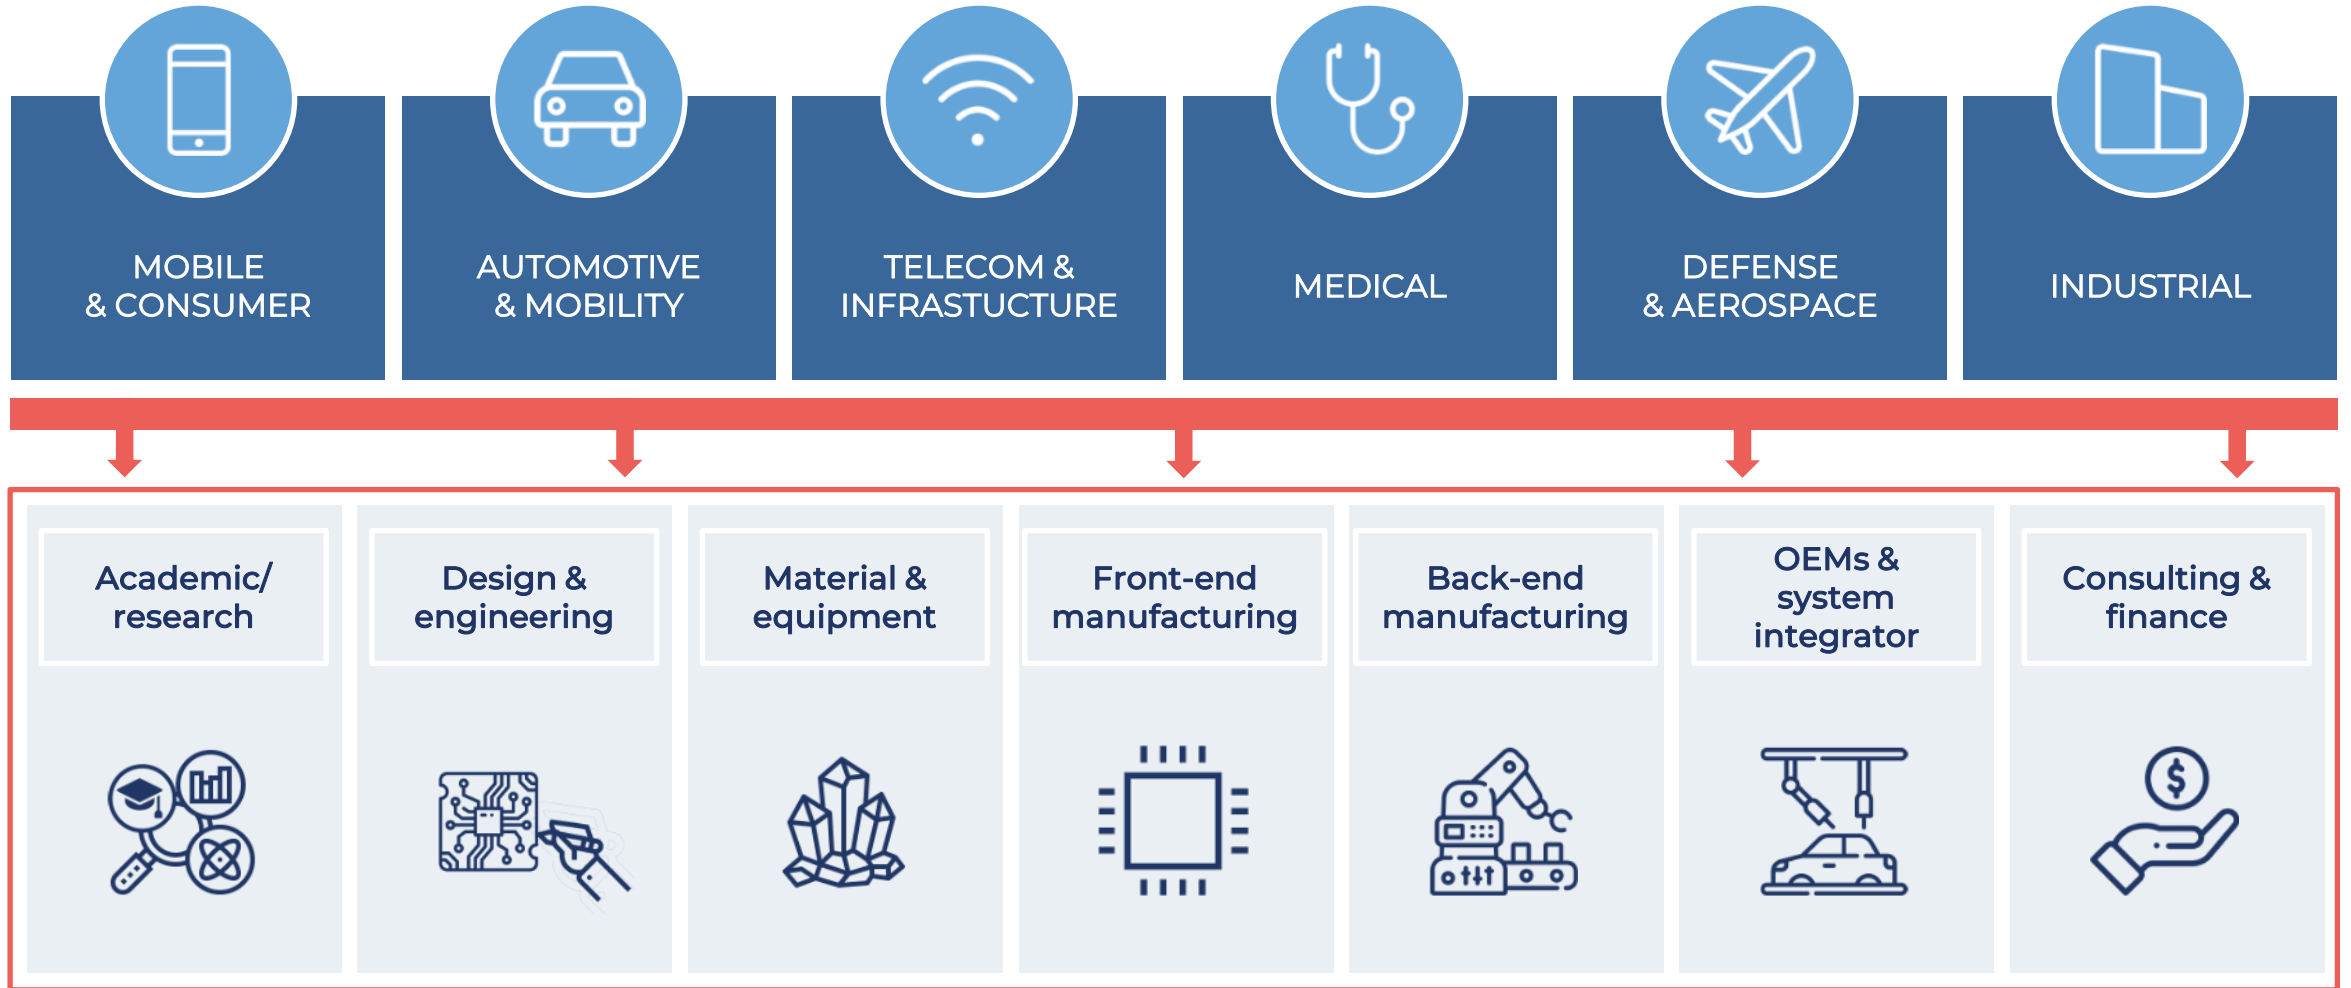 MOBILE
& CONSUMER
AUTOMOTIVE
& MOBILITY
TELECOM &
INFRASTUCTURE
MEDICAL
DEFENSE
& AEROSPACE
INDUSTRIAL
Academic/
research
Design &
engineering
Material &
equipment
Front-end
manufacturing
Back-end
manufacturing
OEMs &
system
integrator
Consulting &
finance
$